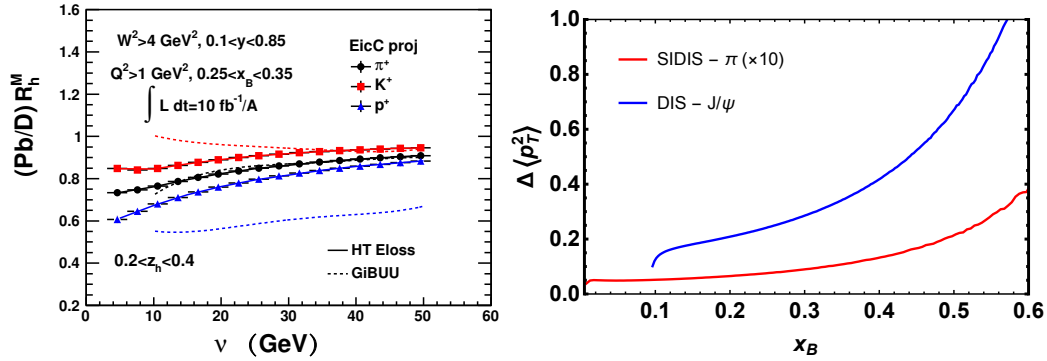 (Pb/D) R_h^M
1.6
1.4
1.2
1
0.8
0.6
0.4
0.2
W²>4 GeV², 0.1<y<0.85
Q²>1 GeV², 0.25<x_B<0.35
∫ L dt=10 fb⁻¹/A
EicC proj
π⁺
K⁺
p⁺
0.2<z_h<0.4
HT Eloss
GiBUU
0 10 20 30 40 50 60
ν (GeV)
Δ ⟨p_T²⟩
1.0
0.8
0.6
0.4
0.2
0.0
SIDIS – π (×10)
DIS – J/ψ
0.1 0.2 0.3 0.4 0.5 0.6
x_B